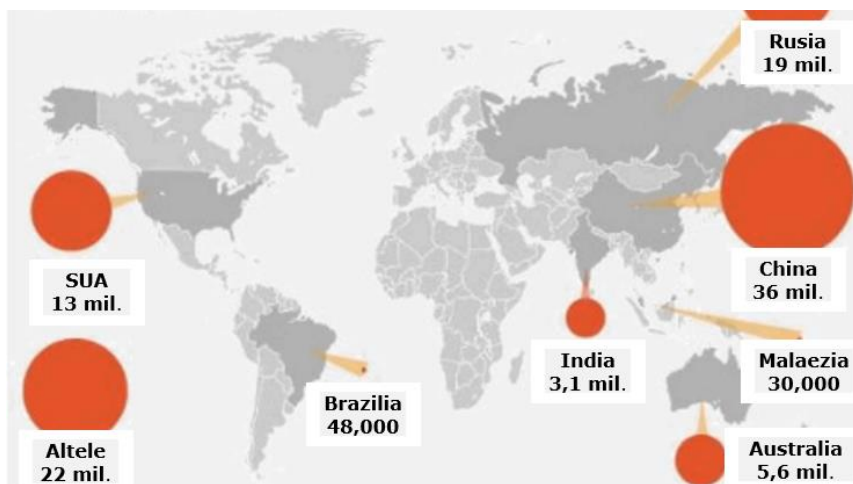 Rusia
19 mil.
SUA
13 mil.
China
36 mil.
India
3,1 mil.
Malaezia
30,000
Brazilia
48,000
Altele
22 mil.
Australia
5,6 mil.